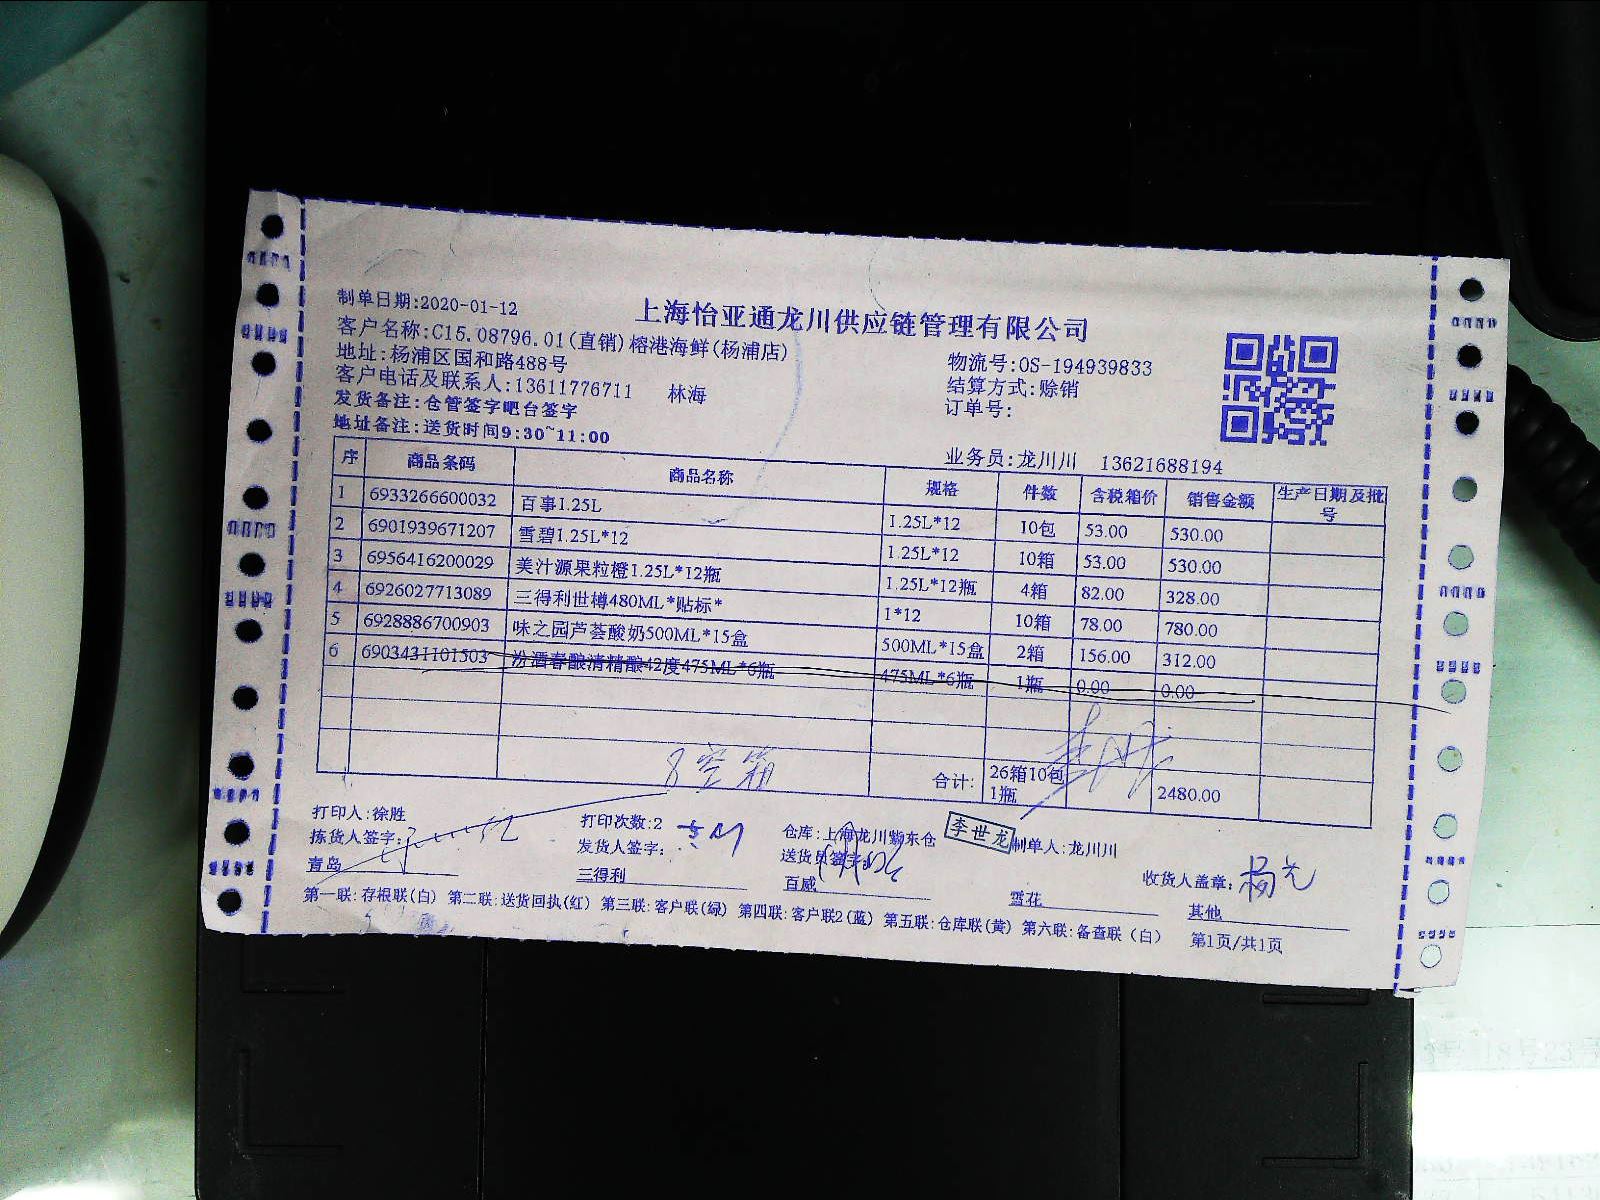 制单日期:2020-01-12
上海怡亚通龙川供应链管理有限公司
客户名称:C15.08796.01(直销)榕港海鲜(杨浦店)
地址:杨浦区国和路488号
物流号:OS-194939833
客户电话及联系人:13611776711 林海
结算方式:赊销
发货备注:仓管签字吧台签字
订单号:
地址备注:送货时间9:30~11:00
业务员:龙川川 13621688194
序 商品条码 商品名称 规格 件数 含税箱价 销售金额 生产日期及批号
1 6933266600032 百事1.25L 1.25L*12 10包 53.00 530.00
2 6901939671207 雪碧1.25L*12 1.25L*12 10箱 53.00 530.00
3 6956416200029 美汁源果粒橙1.25L*12瓶 1.25L*12瓶 4箱 82.00 328.00
4 6926027713089 三得利世樽480ML*贴标* 1*12 10箱 78.00 780.00
5 6928886700903 味之园芦荟酸奶500ML*15盒 500ML*15盒 2箱 156.00 312.00
6 6903431101503 汾酒春酿清精酿42度475ML*6瓶 475ML*6瓶 1瓶 0.00 0.00
8空箱
合计: 26箱10包1瓶 2480.00
打印人:徐胜 打印次数:2 仓库:上海龙川东仓 李世龙 制单人:龙川川
拣货人签字: 发货人签字: 送货员签字: 收货人盖章: 杨光
青岛 三得利 百威 雪花 其他
第一联:存根联(白) 第二联:送货回执(红) 第三联:客户联(绿) 第四联:客户联2(蓝) 第五联:仓库联(黄) 第六联:备查联(白) 第1页/共1页